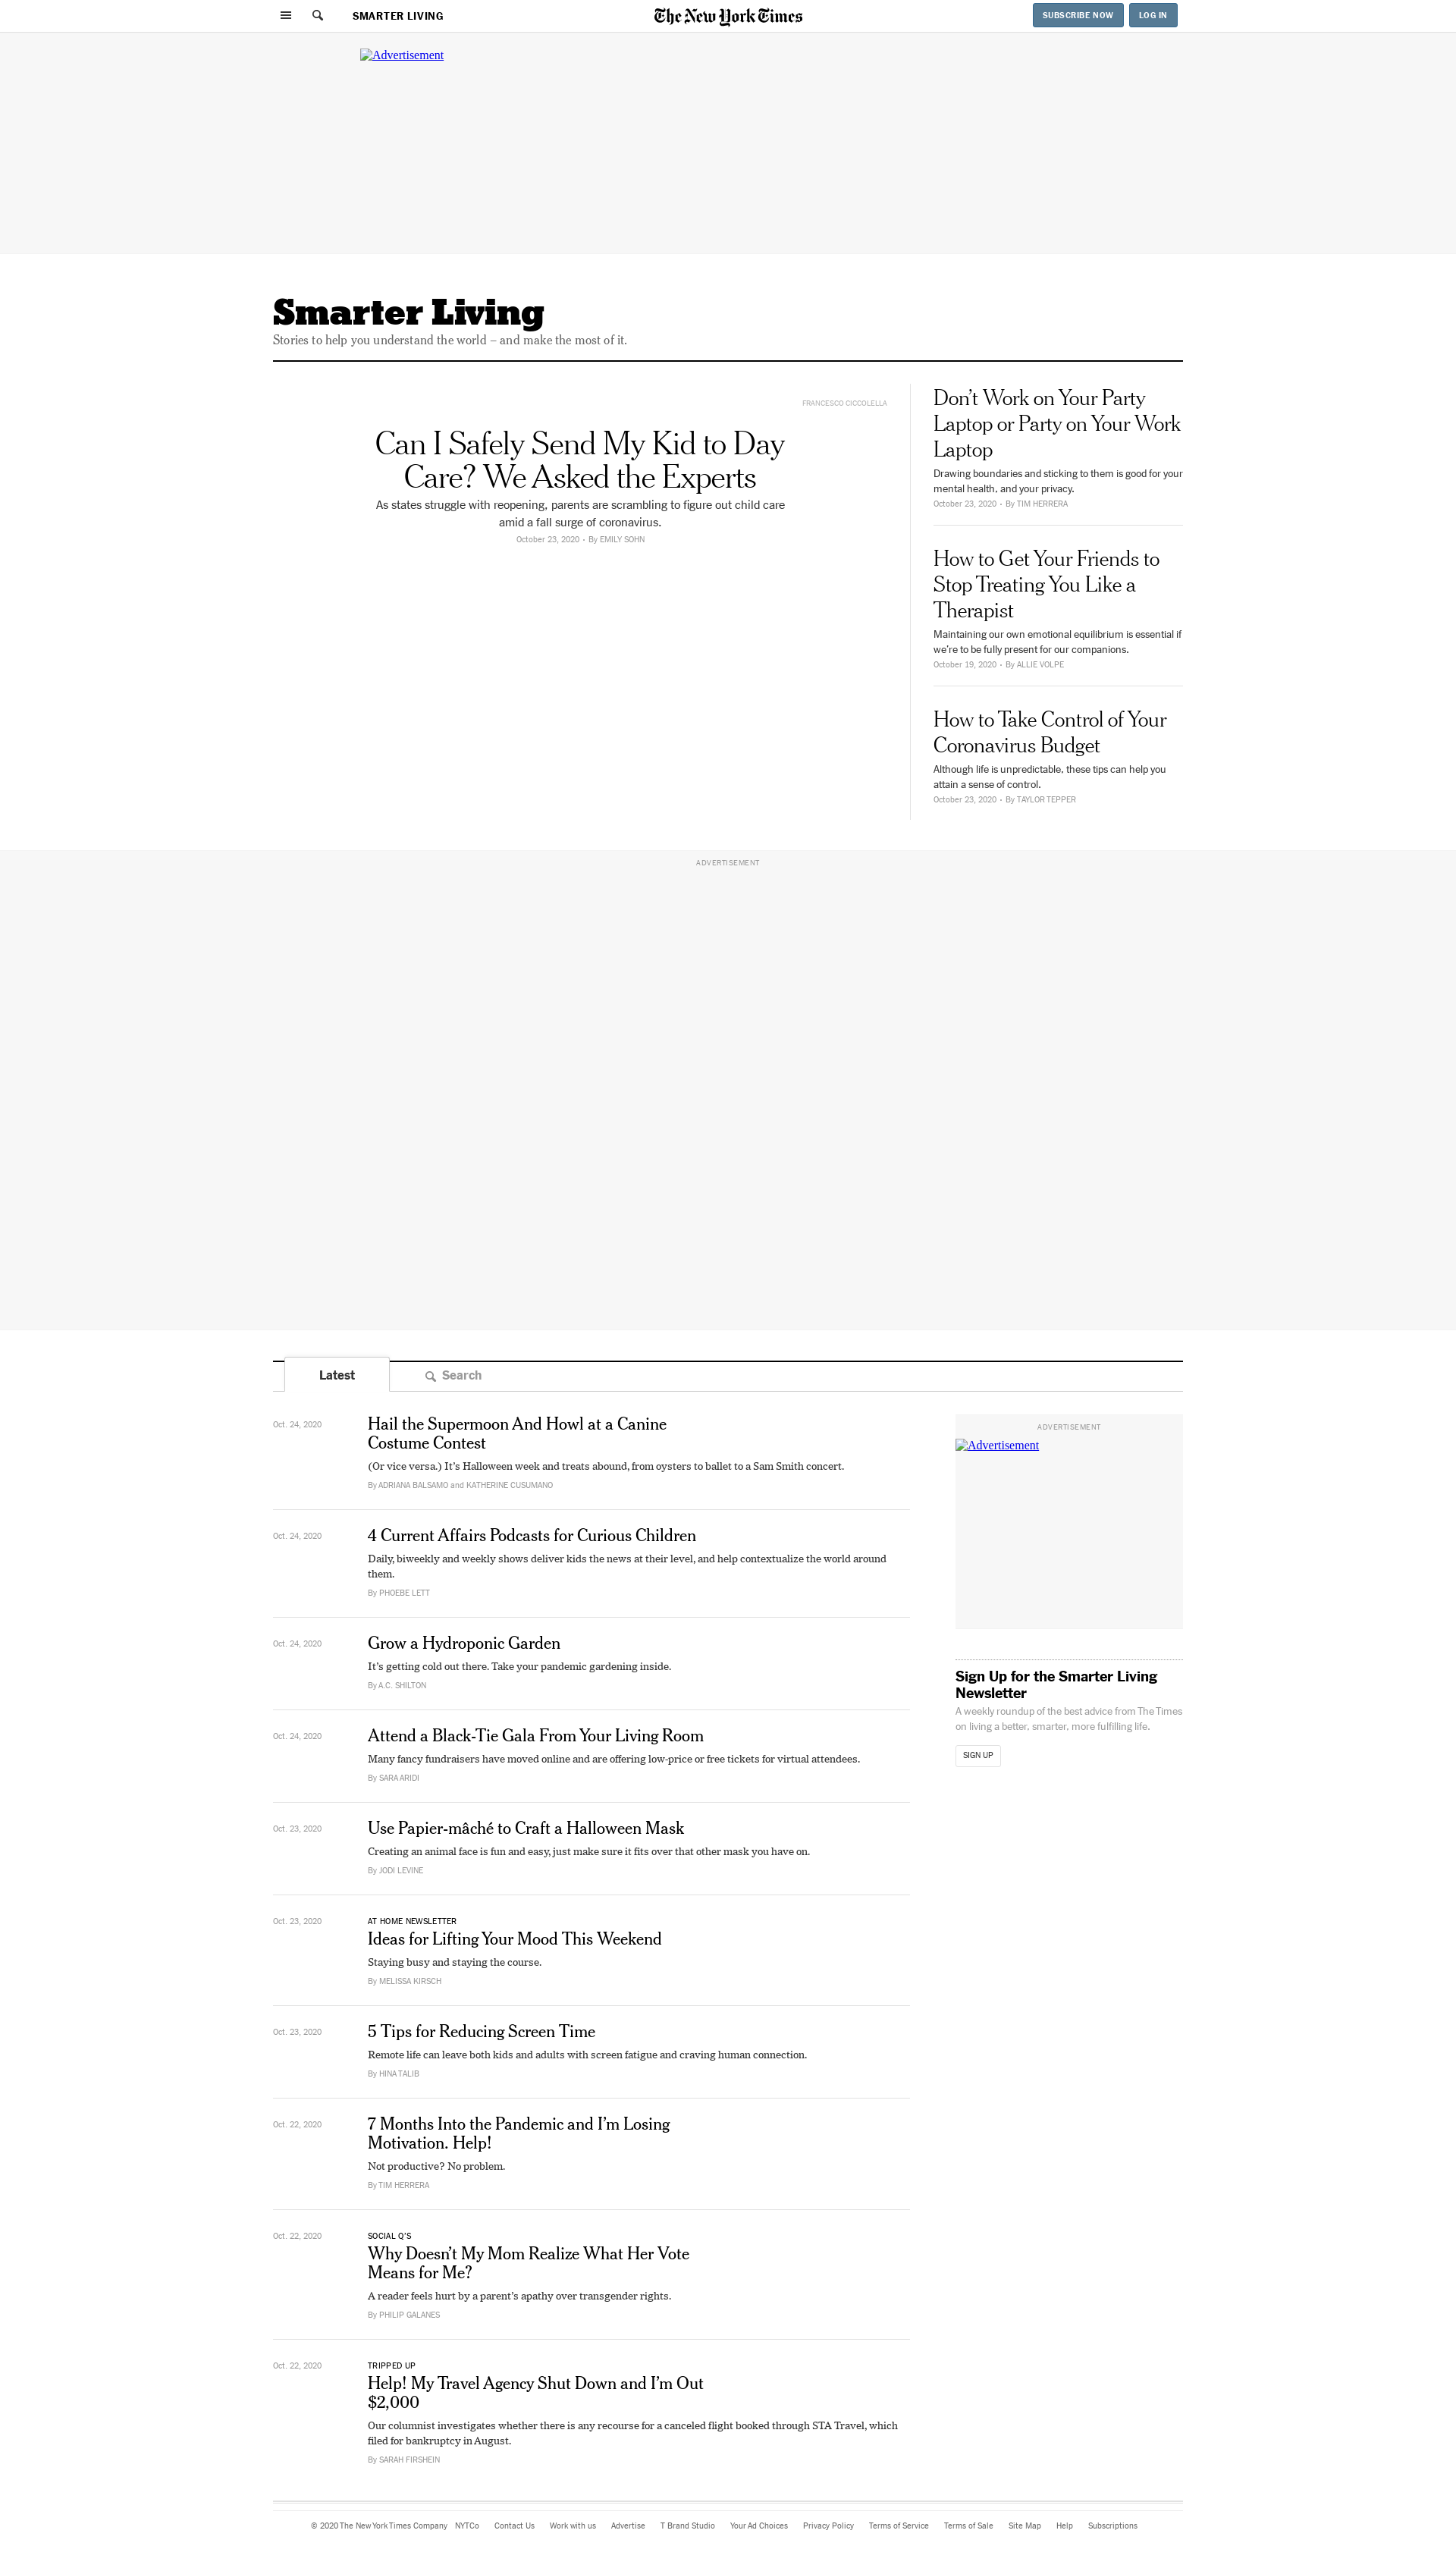 SMARTER LIVING
The New York Times
SUBSCRIBE NOW
LOG IN
Advertisement
Smarter Living
Stories to help you understand the world – and make the most of it.
FRANCESCO CICCOLELLA
Can I Safely Send My Kid to Day
Care? We Asked the Experts
As states struggle with reopening, parents are scrambling to figure out child care
amid a fall surge of coronavirus.
October 23, 2020 • By EMILY SOHN
Don’t Work on Your Party
Laptop or Party on Your Work
Laptop
Drawing boundaries and sticking to them is good for your
mental health, and your privacy.
October 23, 2020 • By TIM HERRERA
How to Get Your Friends to
Stop Treating You Like a
Therapist
Maintaining our own emotional equilibrium is essential if
we’re to be fully present for our companions.
October 19, 2020 • By ALLIE VOLPE
How to Take Control of Your
Coronavirus Budget
Although life is unpredictable, these tips can help you
attain a sense of control.
October 23, 2020 • By TAYLOR TEPPER
ADVERTISEMENT
Latest
Search
Oct. 24, 2020
Hail the Supermoon And Howl at a Canine
Costume Contest
(Or vice versa.) It’s Halloween week and treats abound, from oysters to ballet to a Sam Smith concert.
By ADRIANA BALSAMO and KATHERINE CUSUMANO
Oct. 24, 2020
4 Current Affairs Podcasts for Curious Children
Daily, biweekly and weekly shows deliver kids the news at their level, and help contextualize the world around
them.
By PHOEBE LETT
Oct. 24, 2020
Grow a Hydroponic Garden
It’s getting cold out there. Take your pandemic gardening inside.
By A.C. SHILTON
Oct. 24, 2020
Attend a Black-Tie Gala From Your Living Room
Many fancy fundraisers have moved online and are offering low-price or free tickets for virtual attendees.
By SARA ARIDI
Oct. 23, 2020
Use Papier-mâché to Craft a Halloween Mask
Creating an animal face is fun and easy, just make sure it fits over that other mask you have on.
By JODI LEVINE
Oct. 23, 2020
AT HOME NEWSLETTER
Ideas for Lifting Your Mood This Weekend
Staying busy and staying the course.
By MELISSA KIRSCH
Oct. 23, 2020
5 Tips for Reducing Screen Time
Remote life can leave both kids and adults with screen fatigue and craving human connection.
By HINA TALIB
Oct. 22, 2020
7 Months Into the Pandemic and I’m Losing
Motivation. Help!
Not productive? No problem.
By TIM HERRERA
Oct. 22, 2020
SOCIAL Q’S
Why Doesn’t My Mom Realize What Her Vote
Means for Me?
A reader feels hurt by a parent’s apathy over transgender rights.
By PHILIP GALANES
Oct. 22, 2020
TRIPPED UP
Help! My Travel Agency Shut Down and I’m Out
$2,000
Our columnist investigates whether there is any recourse for a canceled flight booked through STA Travel, which
filed for bankruptcy in August.
By SARAH FIRSHEIN
ADVERTISEMENT
Advertisement
Sign Up for the Smarter Living
Newsletter
A weekly roundup of the best advice from The Times
on living a better, smarter, more fulfilling life.
SIGN UP
© 2020 The New York Times Company NYTCo Contact Us Work with us Advertise T Brand Studio Your Ad Choices Privacy Policy Terms of Service Terms of Sale Site Map Help Subscriptions